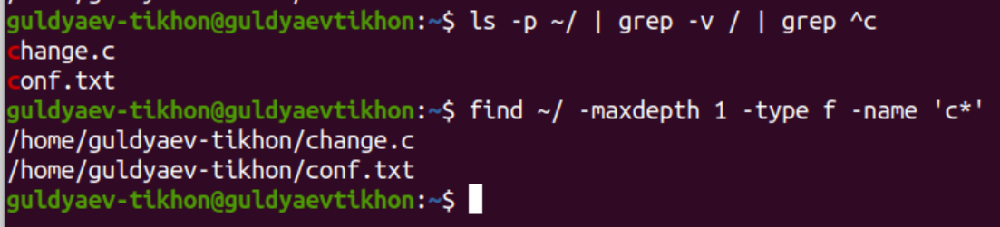 guldyaev-tikhon@guldyaevtikhon:~$ ls -p ~/ | grep -v / | grep ^c
change.c
conf.txt
guldyaev-tikhon@guldyaevtikhon:~$ find ~/ -maxdepth 1 -type f -name 'c*'
/home/guldyaev-tikhon/change.c
/home/guldyaev-tikhon/conf.txt
guldyaev-tikhon@guldyaevtikhon:~$